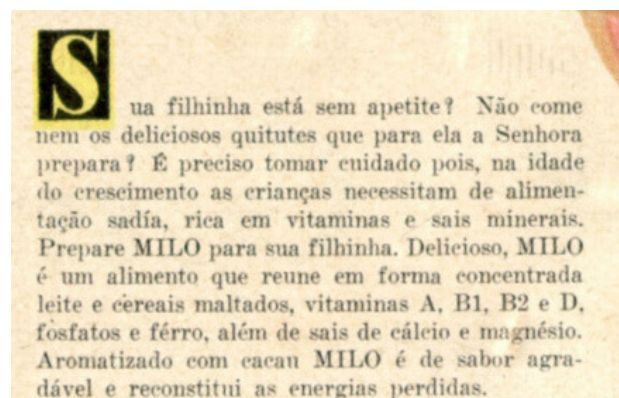 Sua filhinha está sem apetite? Não come
nem os deliciosos quitutes que para ela a Senhora
prepara? É preciso tomar cuidado pois, na idade
do crescimento as crianças necessitam de alimen-
tação sadía, rica em vitaminas e sais minerais.
Prepare MILO para sua filhinha. Delicioso, MILO
é um alimento que reune em forma concentrada
leite e cereais maltados, vitaminas A, B1, B2 e D,
fosfatos e férro, além de sais de cálcio e magnésio.
Aromatizado com cacau MILO é de sabor agra-
dável e reconstitui as energias perdidas.